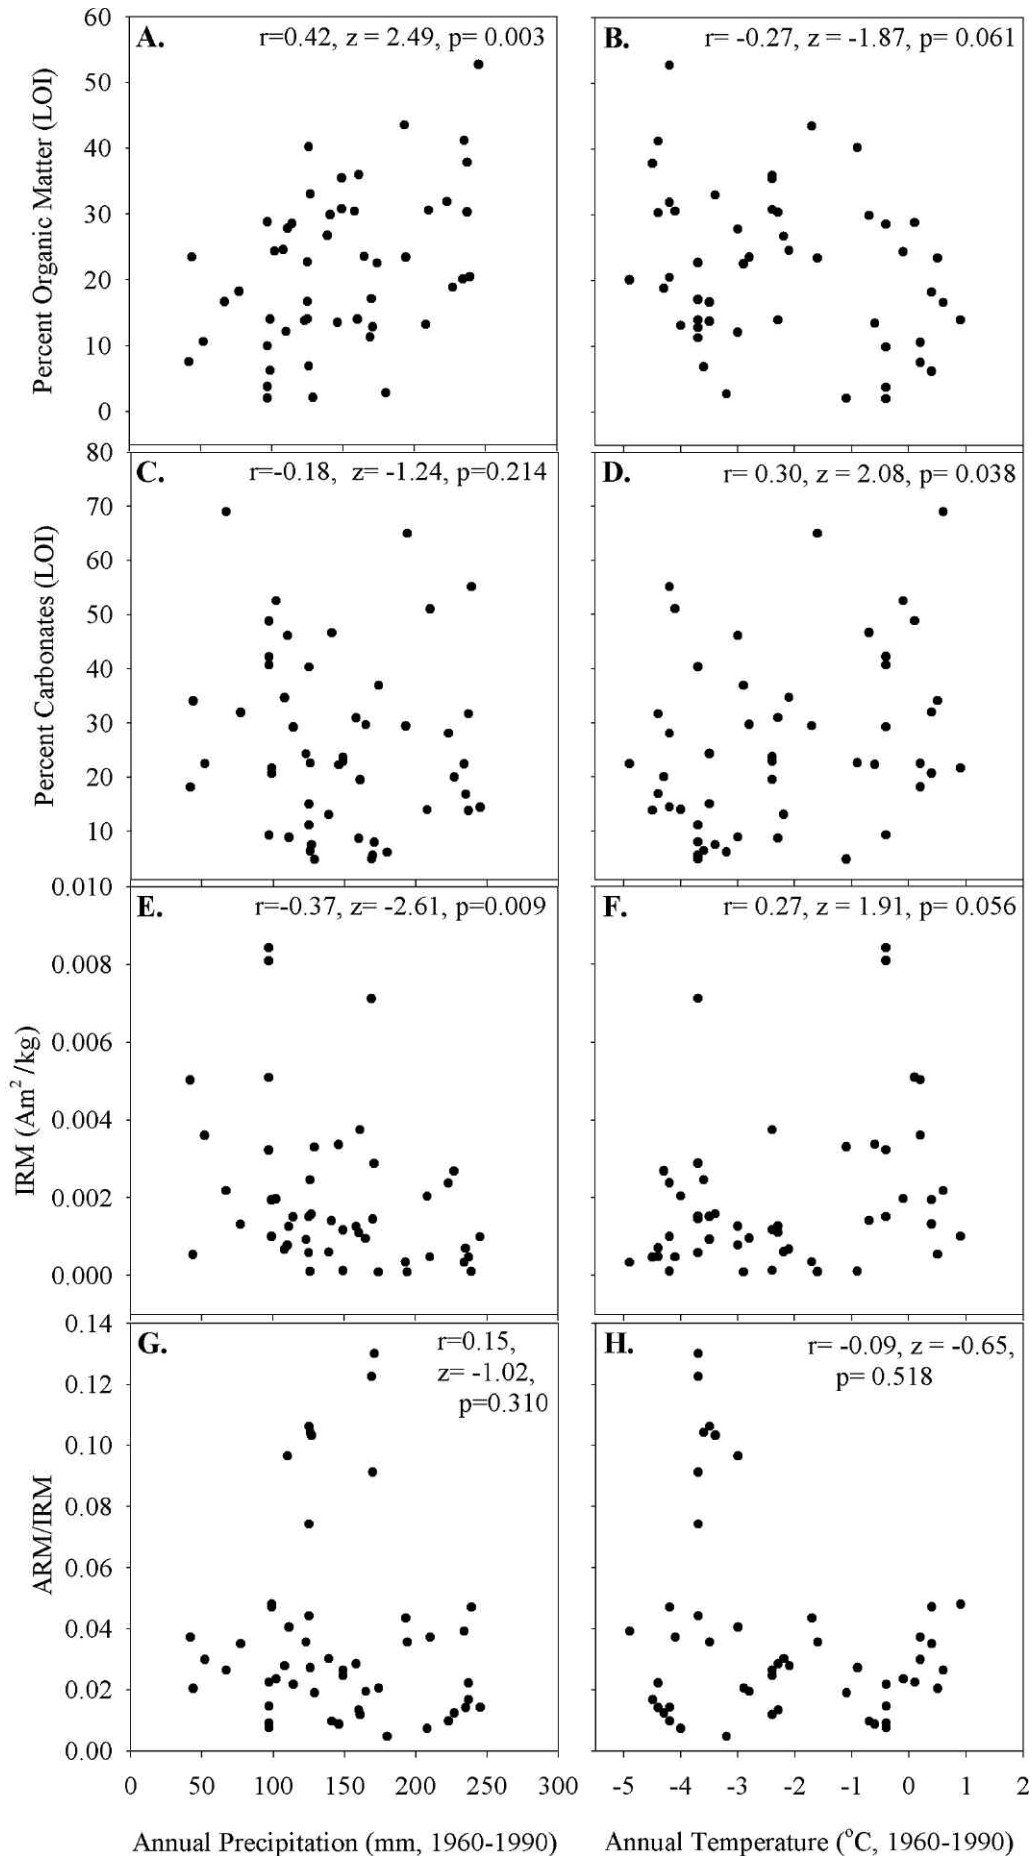 A.
r=0.42, z = 2.49, p= 0.003
B.
r= -0.27, z = -1.87, p= 0.061
60
50
40
30
20
10
0
Percent Organic Matter (LOI)
C.
r=-0.18, z= -1.24, p=0.214
D.
r= 0.30, z = 2.08, p= 0.038
80
70
60
50
40
30
20
10
Percent Carbonates (LOI)
E.
r=-0.37, z= -2.61, p=0.009
F.
r= 0.27, z = 1.91, p= 0.056
0.010
0.008
0.006
0.004
0.002
0.000
IRM (Am² /kg)
G.
r=0.15,
z= -1.02,
p=0.310
H.
r= -0.09, z = -0.65,
p= 0.518
0.14
0.12
0.10
0.08
0.06
0.04
0.02
0.00
ARM/IRM
0 50 100 150 200 250 300
-5 -4 -3 -2 -1 0 1 2
Annual Precipitation (mm, 1960-1990)
Annual Temperature (°C, 1960-1990)